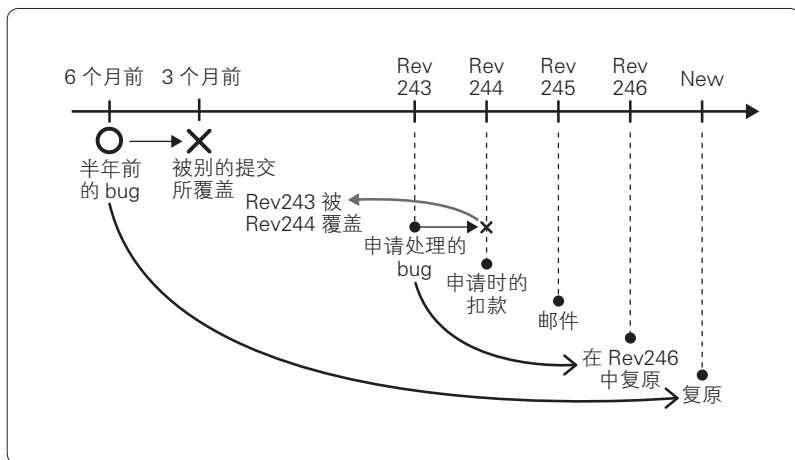 6 个月前
3 个月前
Rev
243
Rev
244
Rev
245
Rev
246
New
半年前
的 bug
被别的提交
所覆盖
Rev243 被
Rev244 覆盖
申请处理的
bug
申请时的
扣款
邮件
在 Rev246
中复原
复原